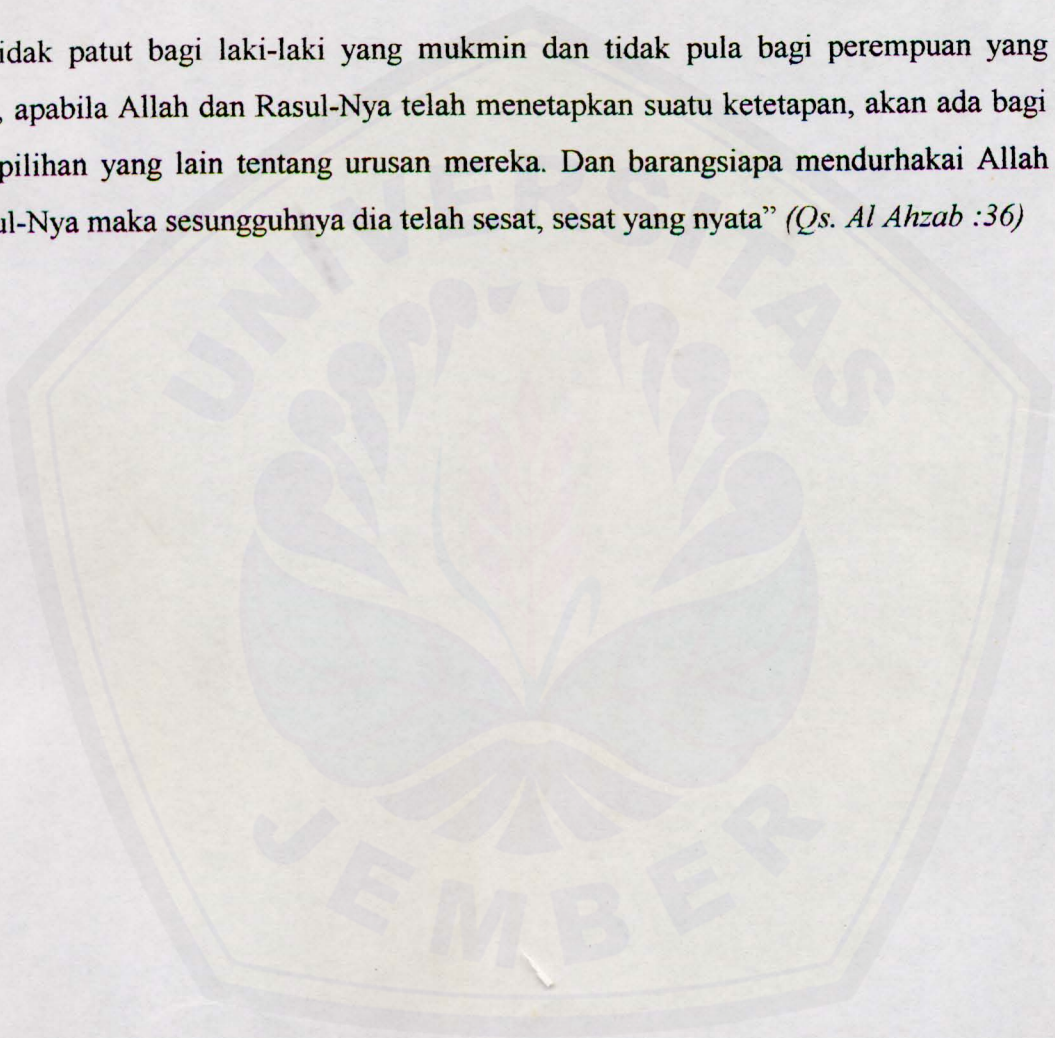 idak patut bagi laki-laki yang mukmin dan tidak pula bagi perempuan yang
, apabila Allah dan Rasul-Nya telah menetapkan suatu ketetapan, akan ada bagi
pilihan yang lain tentang urusan mereka. Dan barangsiapa mendurhakai Allah
ul-Nya maka sesungguhnya dia telah sesat, sesat yang nyata” (Qs. Al Ahzab :36)
UNIVERSITAS
JEMBER